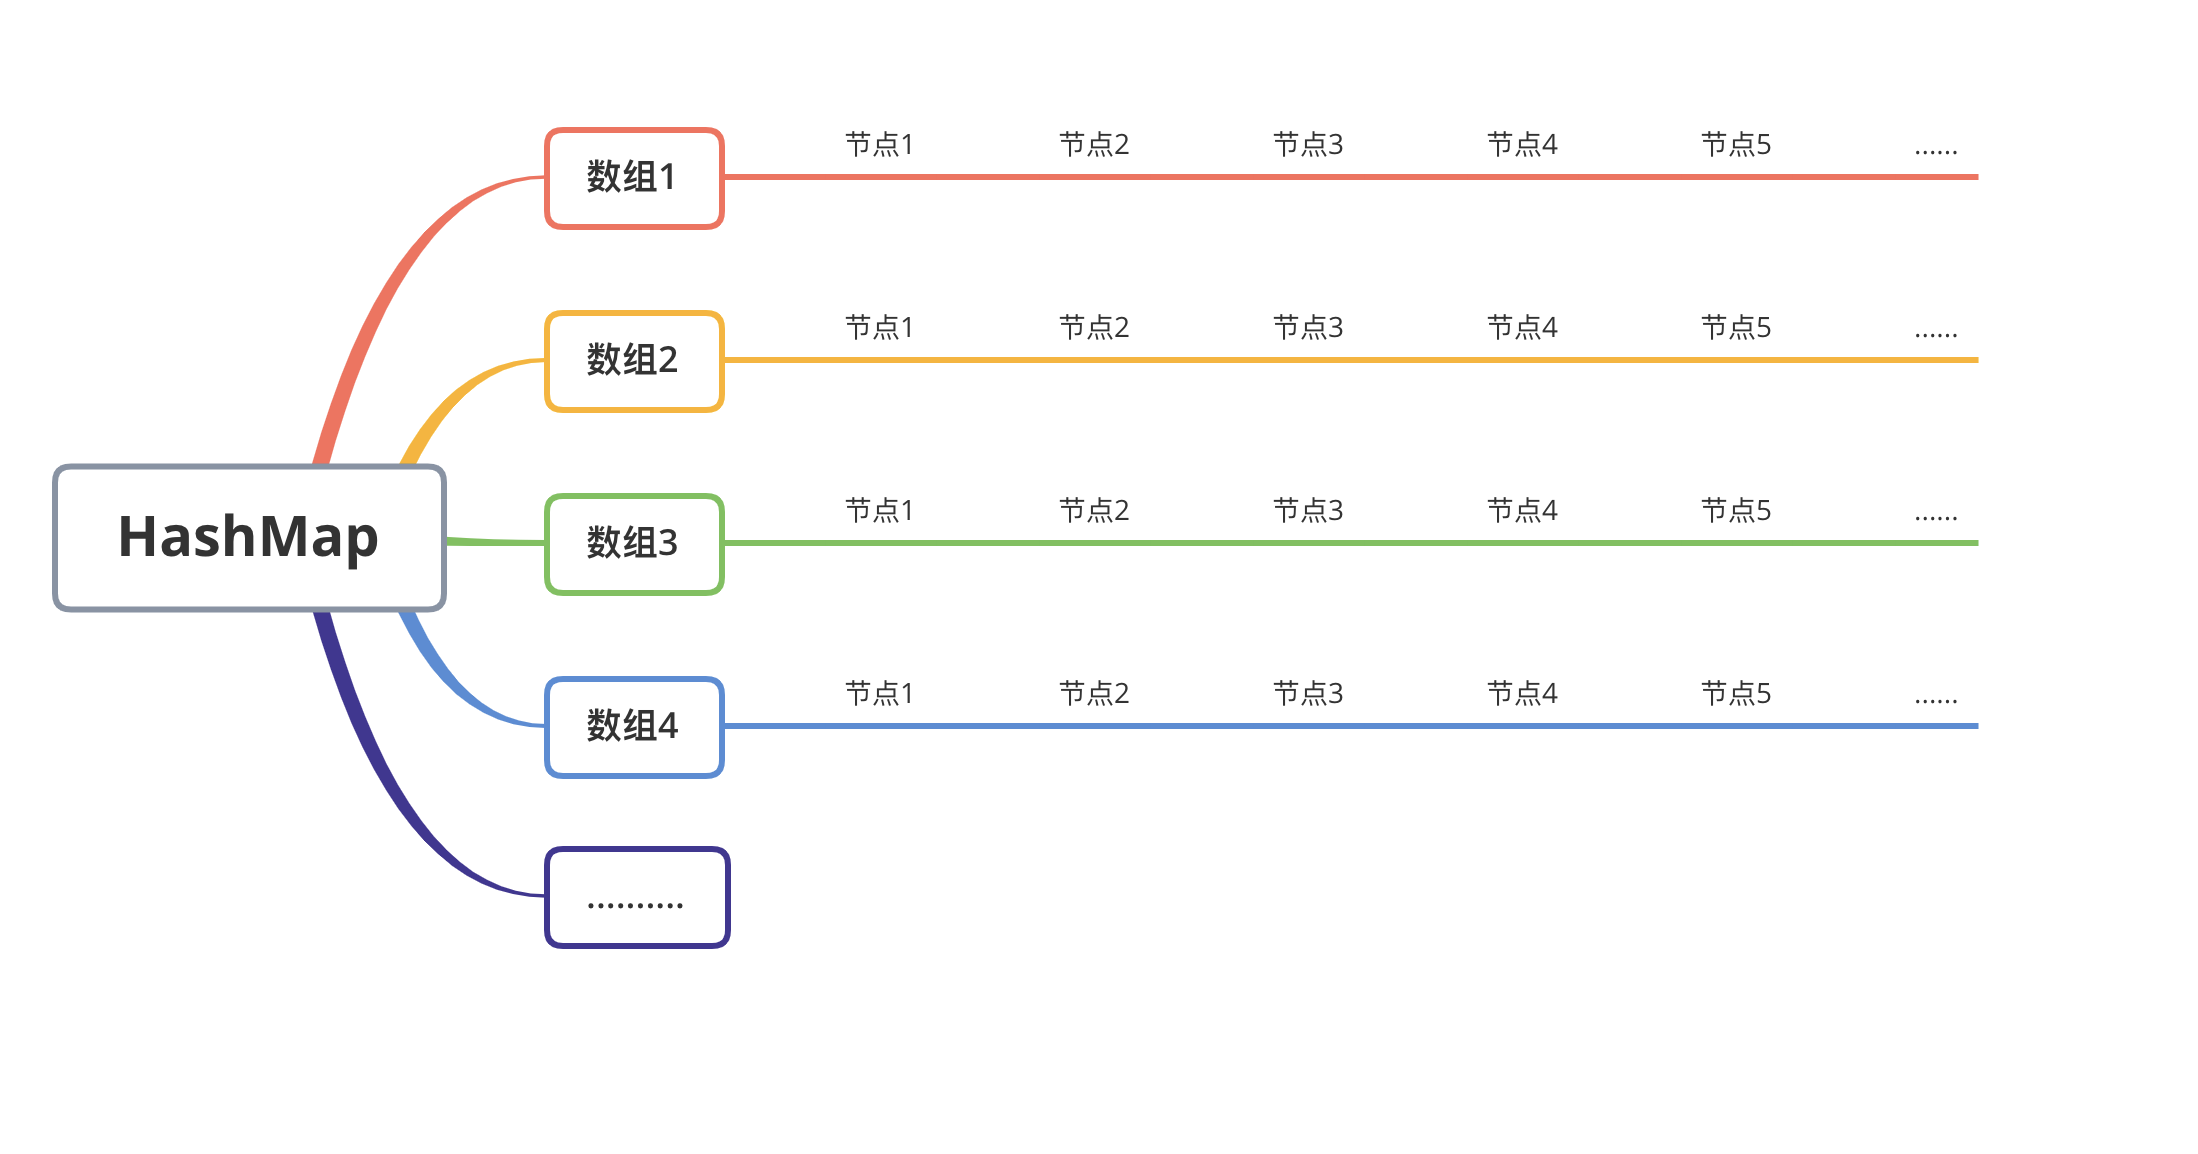 数组1 节点1 节点2 节点3 节点4 节点5 ......
数组2 节点1 节点2 节点3 节点4 节点5 ......
HashMap
数组3 节点1 节点2 节点3 节点4 节点5 ......
数组4 节点1 节点2 节点3 节点4 节点5 ......
..........